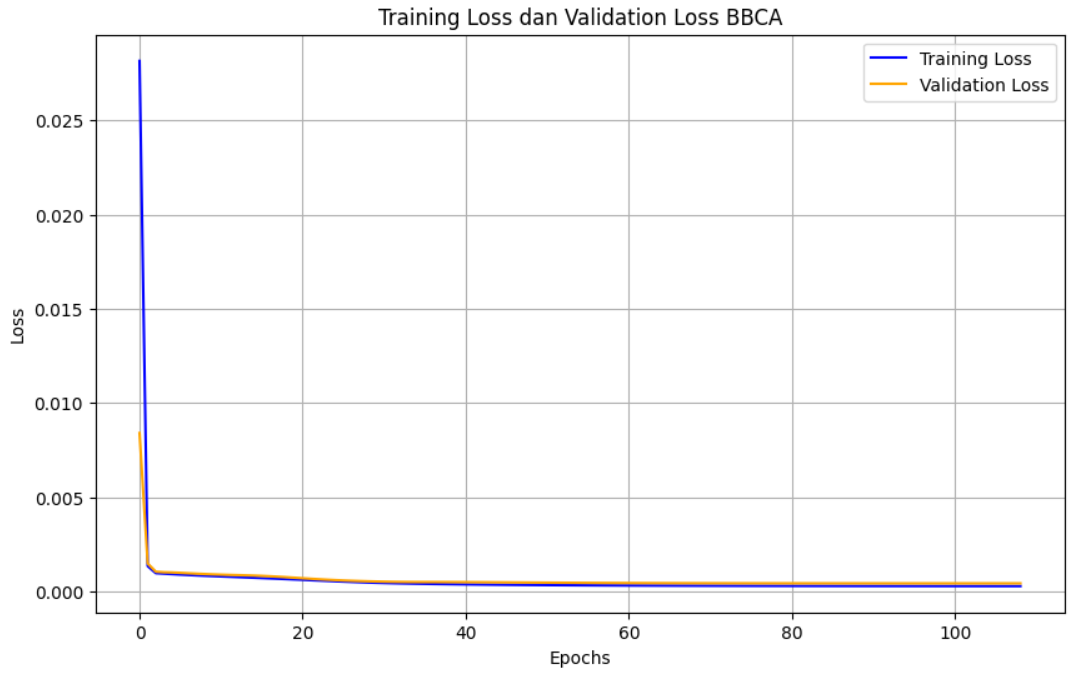 Training Loss dan Validation Loss BBCA
Training Loss
Validation Loss
0.025
0.020
0.015
0.010
0.005
0.000
Loss
0 20 40 60 80 100
Epochs